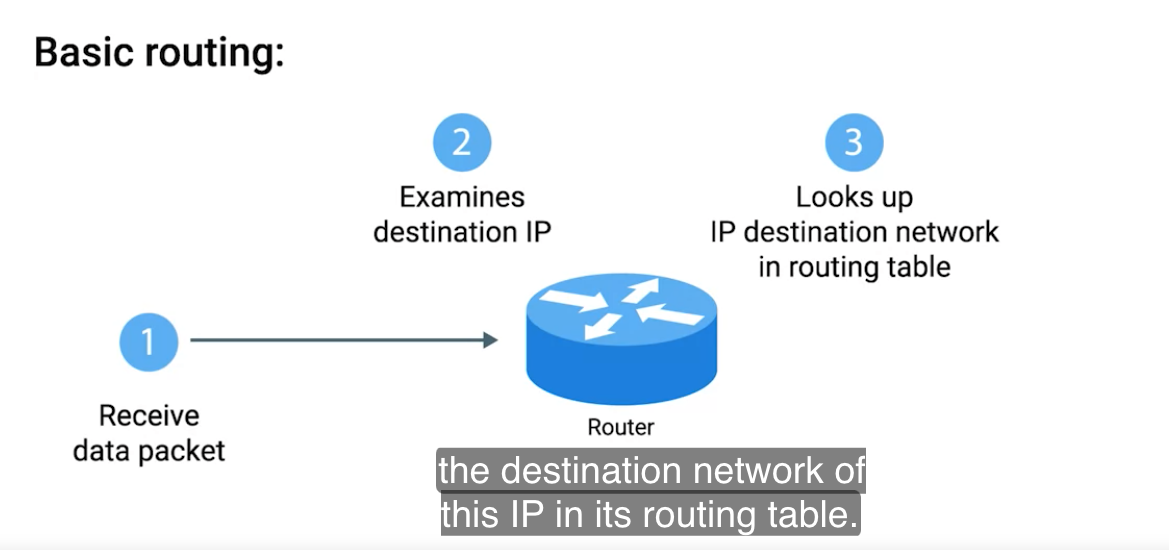 Basic routing:
1
Receive
data packet
2
Examines
destination IP
3
Looks up
IP destination network
in routing table
Router
the destination network of
this IP in its routing table.